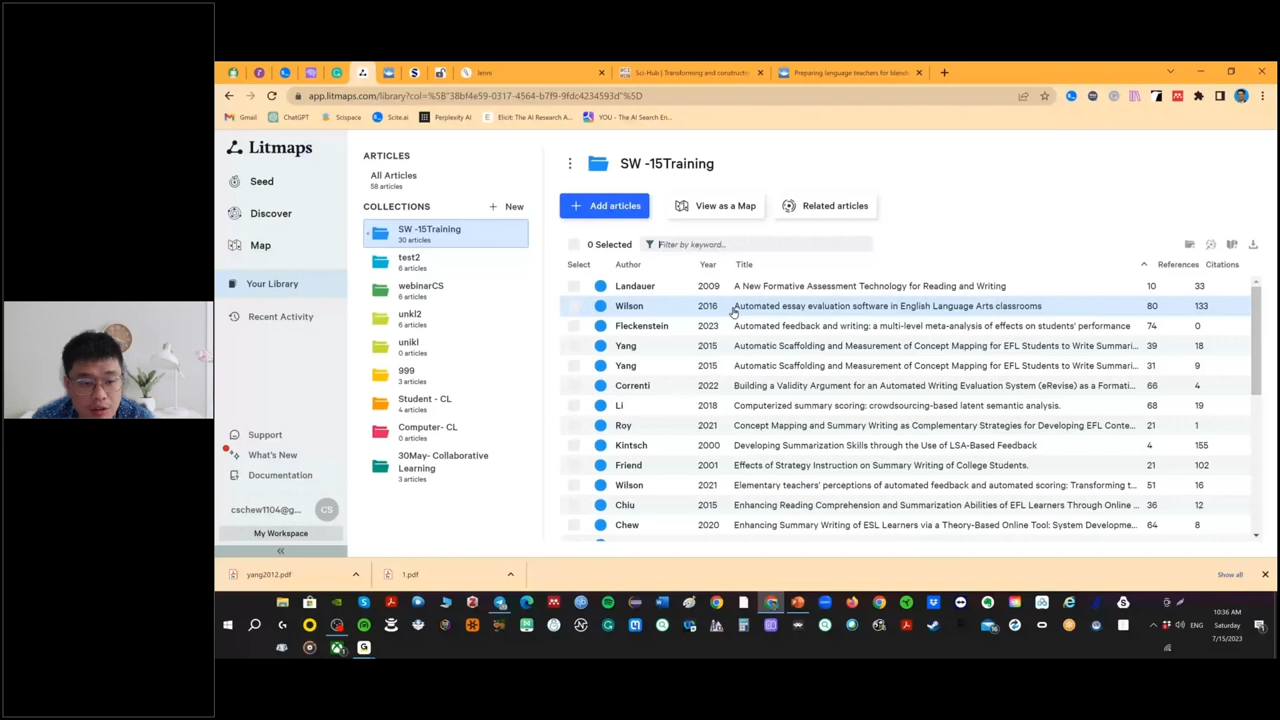 Jenni
Sci-Hub | Transforming and constructi
Preparing language teachers for blend
app.litmaps.com/library?col=%5B"38bf4e59-0317-4564-b7f9-9fdc4234593d"%5D
Gmail
ChatGPT
Scispace
Scite.ai
Perplexity AI
Elicit: The AI Research A...
YOU - The AI Search En...
Litmaps
Seed
Discover
Map
Your Library
Recent Activity
Support
What's New
Documentation
cschew1104@g...
CS
My Workspace
«
ARTICLES
All Articles
58 articles
COLLECTIONS
+ New
SW -15Training
30 articles
test2
6 articles
webinarCS
6 articles
unkl2
6 articles
unikl
0 articles
999
3 articles
Student - CL
4 articles
Computer- CL
0 articles
30May- Collaborative
Learning
3 articles
SW -15Training
+ Add articles
View as a Map
Related articles
0 Selected
Filter by keyword...
Select Author Year Title References Citations
Landauer 2009 A New Formative Assessment Technology for Reading and Writing 10 33
Wilson 2016 Automated essay evaluation software in English Language Arts classrooms 80 133
Fleckenstein 2023 Automated feedback and writing: a multi-level meta-analysis of effects on students' performance 74 0
Yang 2015 Automatic Scaffolding and Measurement of Concept Mapping for EFL Students to Write Summari... 39 18
Yang 2015 Automatic Scaffolding and Measurement of Concept Mapping for EFL Students to Write Summari... 31 9
Correnti 2022 Building a Validity Argument for an Automated Writing Evaluation System (eRevise) as a Formati... 66 4
Li 2018 Computerized summary scoring: crowdsourcing-based latent semantic analysis. 68 19
Roy 2021 Concept Mapping and Summary Writing as Complementary Strategies for Developing EFL Conte... 21 1
Kintsch 2000 Developing Summarization Skills through the Use of LSA-Based Feedback 4 155
Friend 2001 Effects of Strategy Instruction on Summary Writing of College Students. 21 102
Wilson 2021 Elementary teachers' perceptions of automated feedback and automated scoring: Transforming t... 51 16
Chiu 2015 Enhancing Reading Comprehension and Summarization Abilities of EFL Learners Through Online ... 36 12
Chew 2020 Enhancing Summary Writing of ESL Learners via a Theory-Based Online Tool: System Developme... 64 8
yang2012.pdf
1.pdf
Show all
ENG
10:36 AM
Saturday
7/15/2023